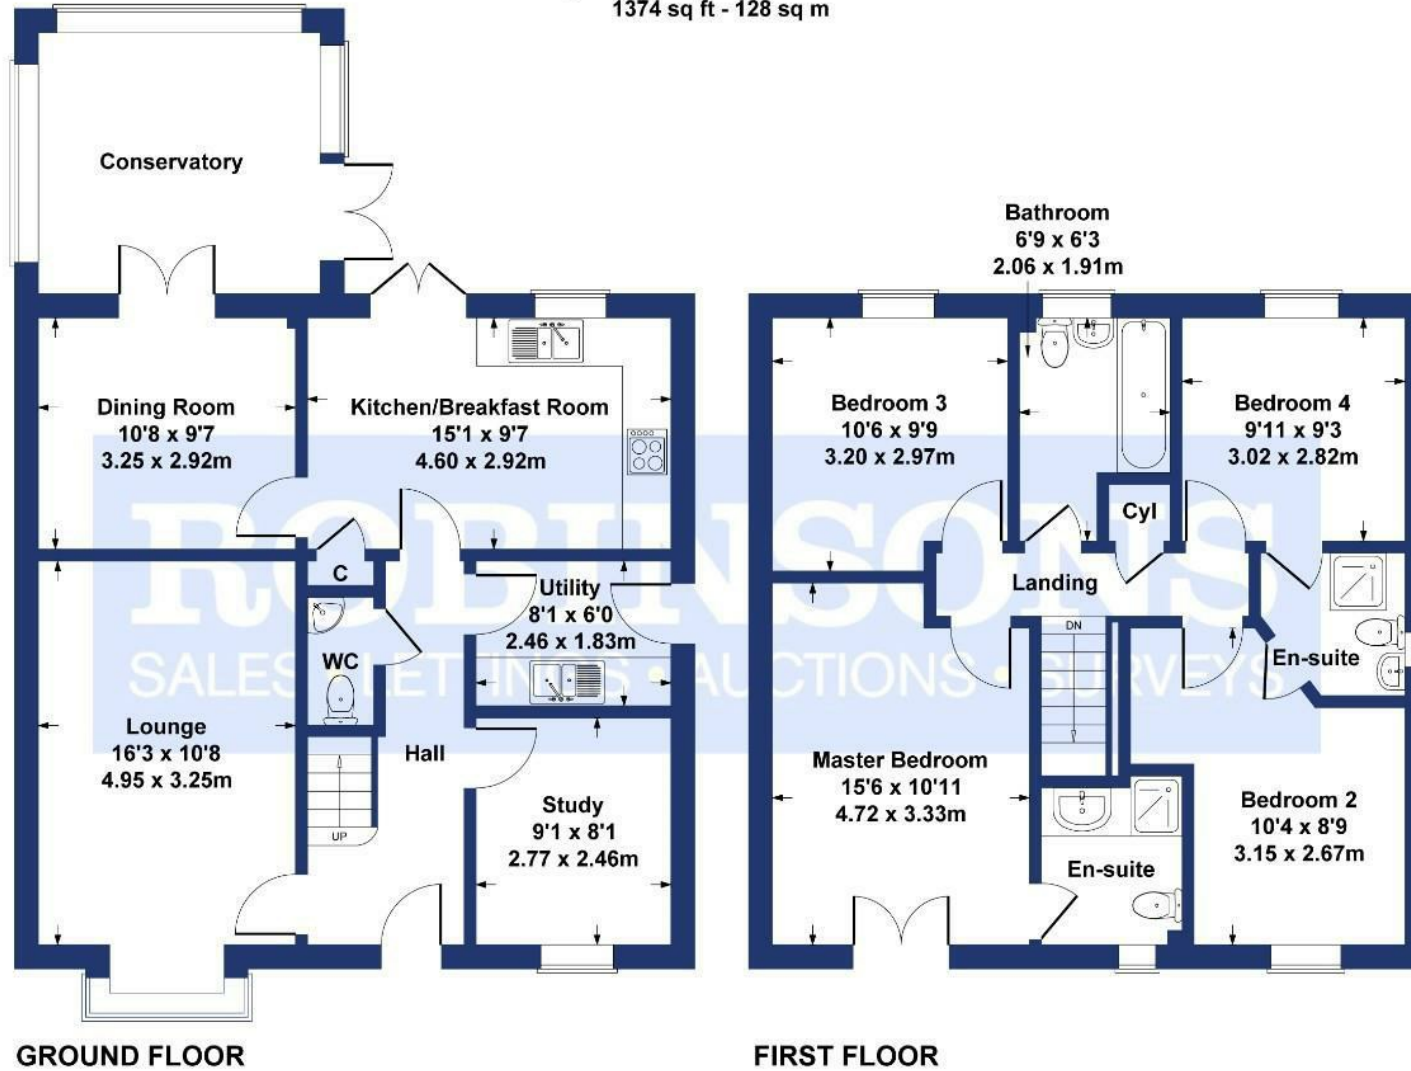 1374 sq ft - 128 sq m
Conservatory
Dining Room
10'8 x 9'7
3.25 x 2.92m
Kitchen/Breakfast Room
15'1 x 9'7
4.60 x 2.92m
C
Utility
8'1 x 6'0
2.46 x 1.83m
WC
Lounge
16'3 x 10'8
4.95 x 3.25m
Hall
UP
Study
9'1 x 8'1
2.77 x 2.46m
GROUND FLOOR
Bathroom
6'9 x 6'3
2.06 x 1.91m
Bedroom 3
10'6 x 9'9
3.20 x 2.97m
Bedroom 4
9'11 x 9'3
3.02 x 2.82m
Cyl
Landing
DN
En-suite
Master Bedroom
15'6 x 10'11
4.72 x 3.33m
Bedroom 2
10'4 x 8'9
3.15 x 2.67m
En-suite
FIRST FLOOR
ROBINSONS
SALES • LETTINGS • AUCTIONS • SURVEYS